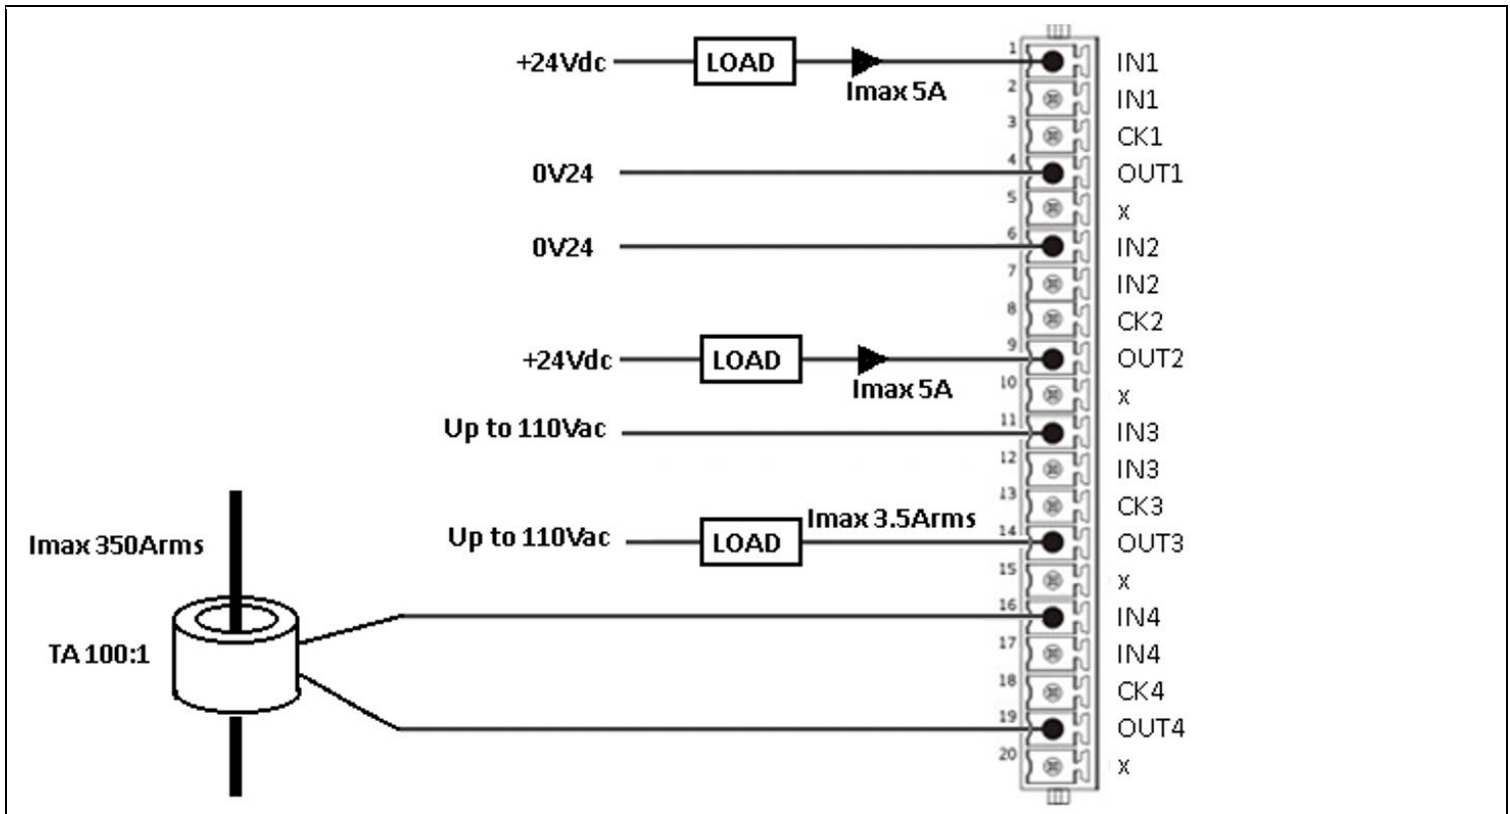 +24Vdc LOAD 1 IN1
Imax 5A 2 IN1
3 CK1
0V24 4 OUT1
5 x
0V24 6 IN2
7 IN2
8 CK2
+24Vdc LOAD 9 OUT2
Imax 5A 10 x
Up to 110Vac 11 IN3
12 IN3
13 CK3
Imax 3.5Arms
Up to 110Vac LOAD 14 OUT3
Imax 350Arms
15 x
16 IN4
TA 100:1 17 IN4
18 CK4
19 OUT4
20 x